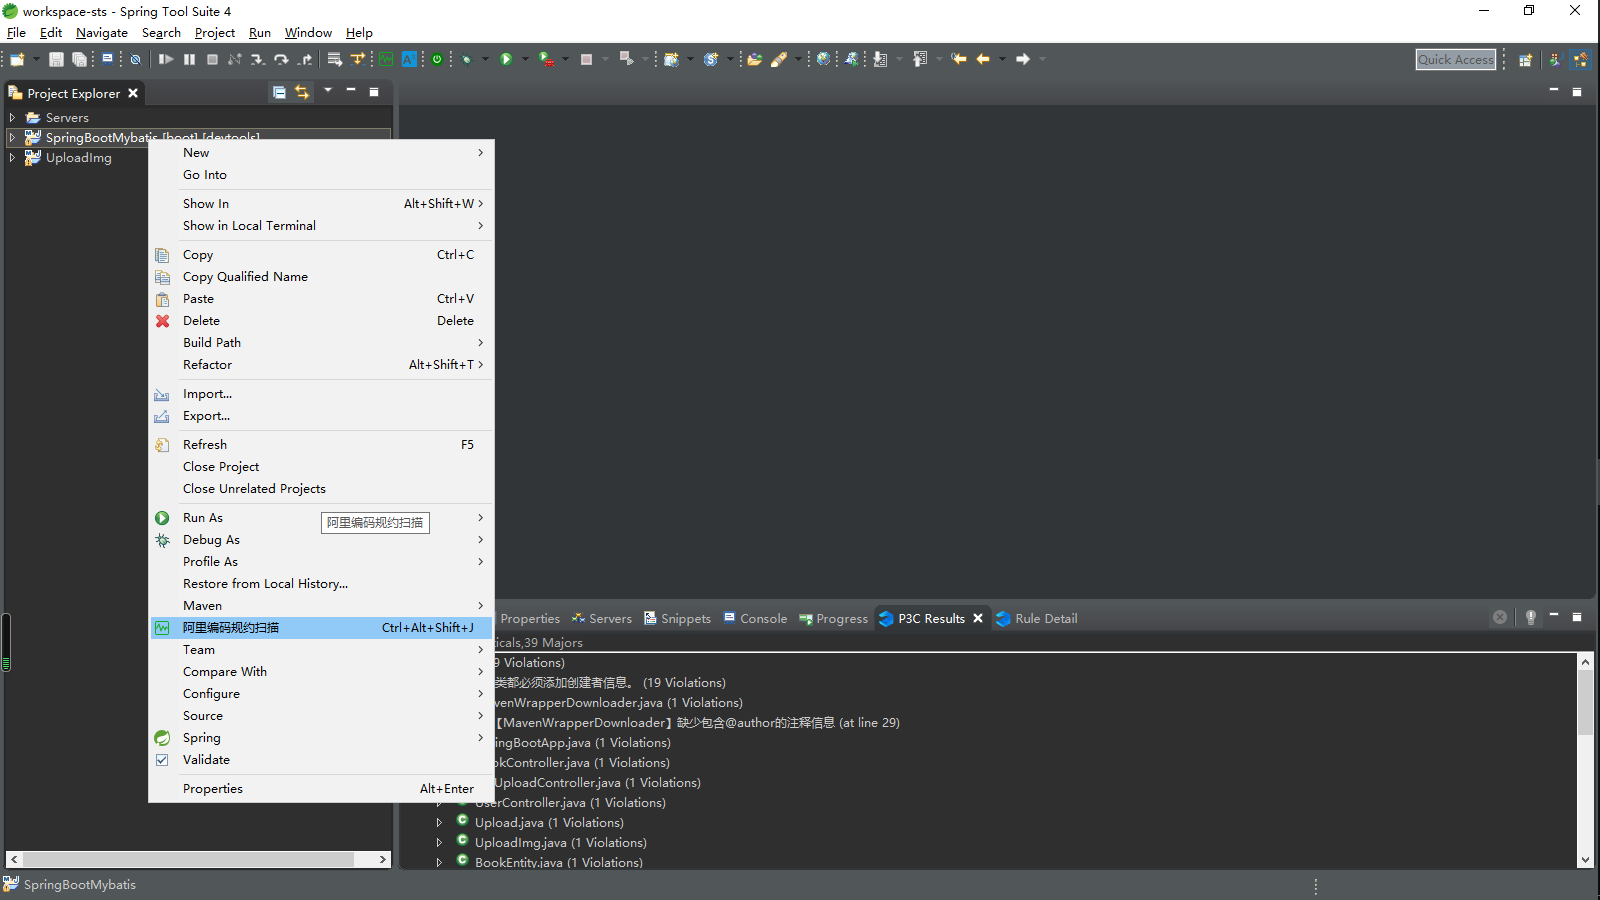 workspace-sts - Spring Tool Suite 4
File Edit Navigate Search Project Run Window Help
Quick Access
Project Explorer
Servers
SpringBootMybatis [boot] [devtools]
UploadImg
New
Go Into
Show In Alt+Shift+W
Show in Local Terminal
Copy Ctrl+C
Copy Qualified Name
Paste Ctrl+V
Delete Delete
Build Path
Refactor Alt+Shift+T
Import...
Export...
Refresh F5
Close Project
Close Unrelated Projects
Run As
阿里编码规约扫描
Debug As
Profile As
Restore from Local History...
Maven
阿里编码规约扫描 Ctrl+Alt+Shift+J
Team
Compare With
Configure
Source
Spring
Validate
Properties Alt+Enter
Properties Servers Snippets Console Progress P3C Results Rule Detail
icals,39 Majors
9 Violations)
类都必须添加创建者信息。 (19 Violations)
venWrapperDownloader.java (1 Violations)
【MavenWrapperDownloader】缺少包含@author的注释信息 (at line 29)
ingBootApp.java (1 Violations)
okController.java (1 Violations)
UploadController.java (1 Violations)
UserController.java (1 Violations)
Upload.java (1 Violations)
UploadImg.java (1 Violations)
BookEntity.java (1 Violations)
SpringBootMybatis